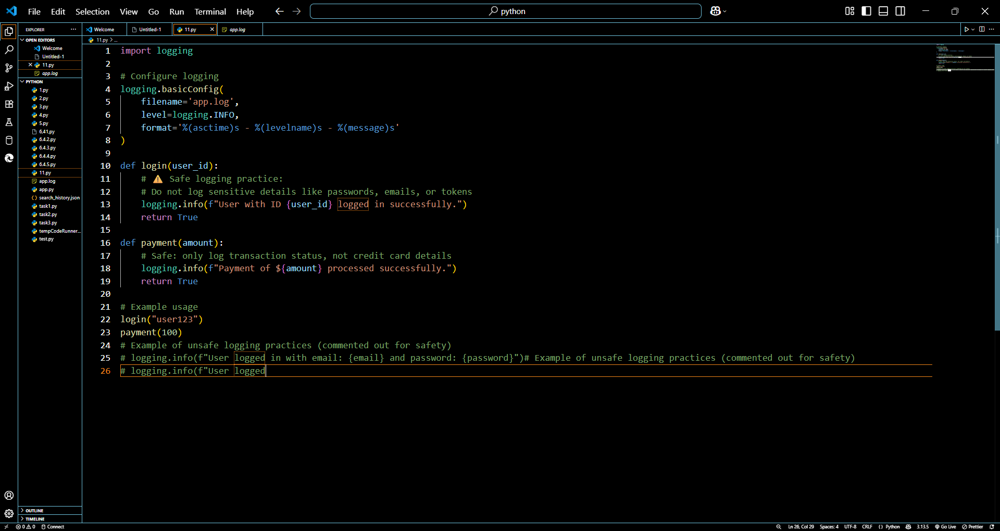 File Edit Selection View Go Run Terminal Help
python
EXPLORER
Welcome
Untitled-1
11.py
app.log
OPEN EDITORS
Welcome
Untitled-1
11.py
app.log
PYTHON
1.py
2.py
3.py
4.py
5.py
6,41.py
6.4.2.py
6.4.3.py
6.4.4.py
6.4.5.py
11.py
app.log
app.py
search_history.json
task1.py
task2.py
task3.py
tempCodeRunner...
test.py
OUTLINE
TIMELINE
11.py > ...
1 import logging
2
3 # Configure logging
4 logging.basicConfig(
5     filename='app.log',
6     level=logging.INFO,
7     format='%(asctime)s - %(levelname)s - %(message)s'
8 )
9
10 def login(user_id):
11     # ⚠️ Safe logging practice:
12     # Do not log sensitive details like passwords, emails, or tokens
13     logging.info(f"User with ID {user_id} logged in successfully.")
14     return True
15
16 def payment(amount):
17     # Safe: only log transaction status, not credit card details
18     logging.info(f"Payment of ${amount} processed successfully.")
19     return True
20
21 # Example usage
22 login("user123")
23 payment(100)
24 # Example of unsafe logging practices (commented out for safety)
25 # logging.info(f"User logged in with email: {email} and password: {password}")# Example of unsafe logging practices (commented out for safety)
26 # logging.info(f"User logged
0 0 Connect
Ln 26, Col 29 Spaces: 4 UTF-8 CRLF {} Python 3.13.5 Go Live Prettier